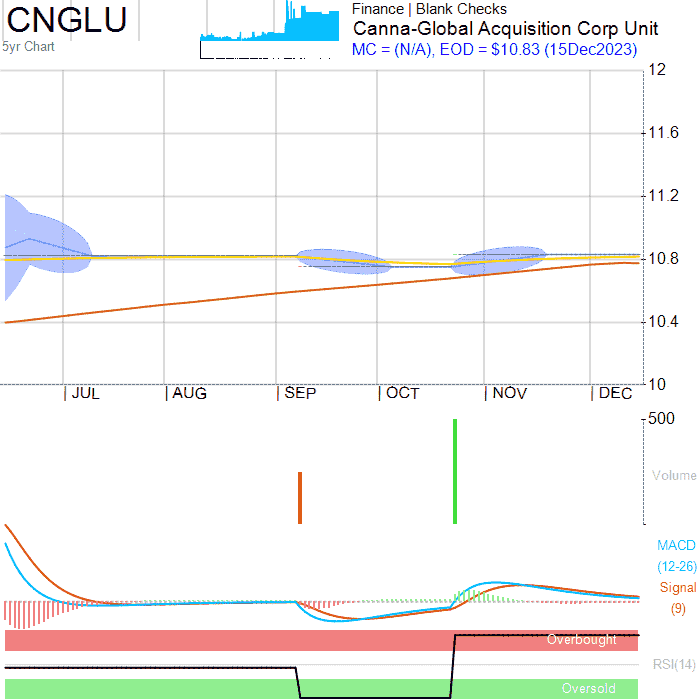 CNGLU
5yr Chart
Finance | Blank Checks
Canna-Global Acquisition Corp Unit
MC = (N/A), EOD = $10.83 (15Dec2023)
12
11.6
11.2
10.8
10.4
10
JUL AUG SEP OCT NOV DEC
500
Volume
MACD
(12-26)
Signal
(9)
Overbought
RSI(14)
Oversold